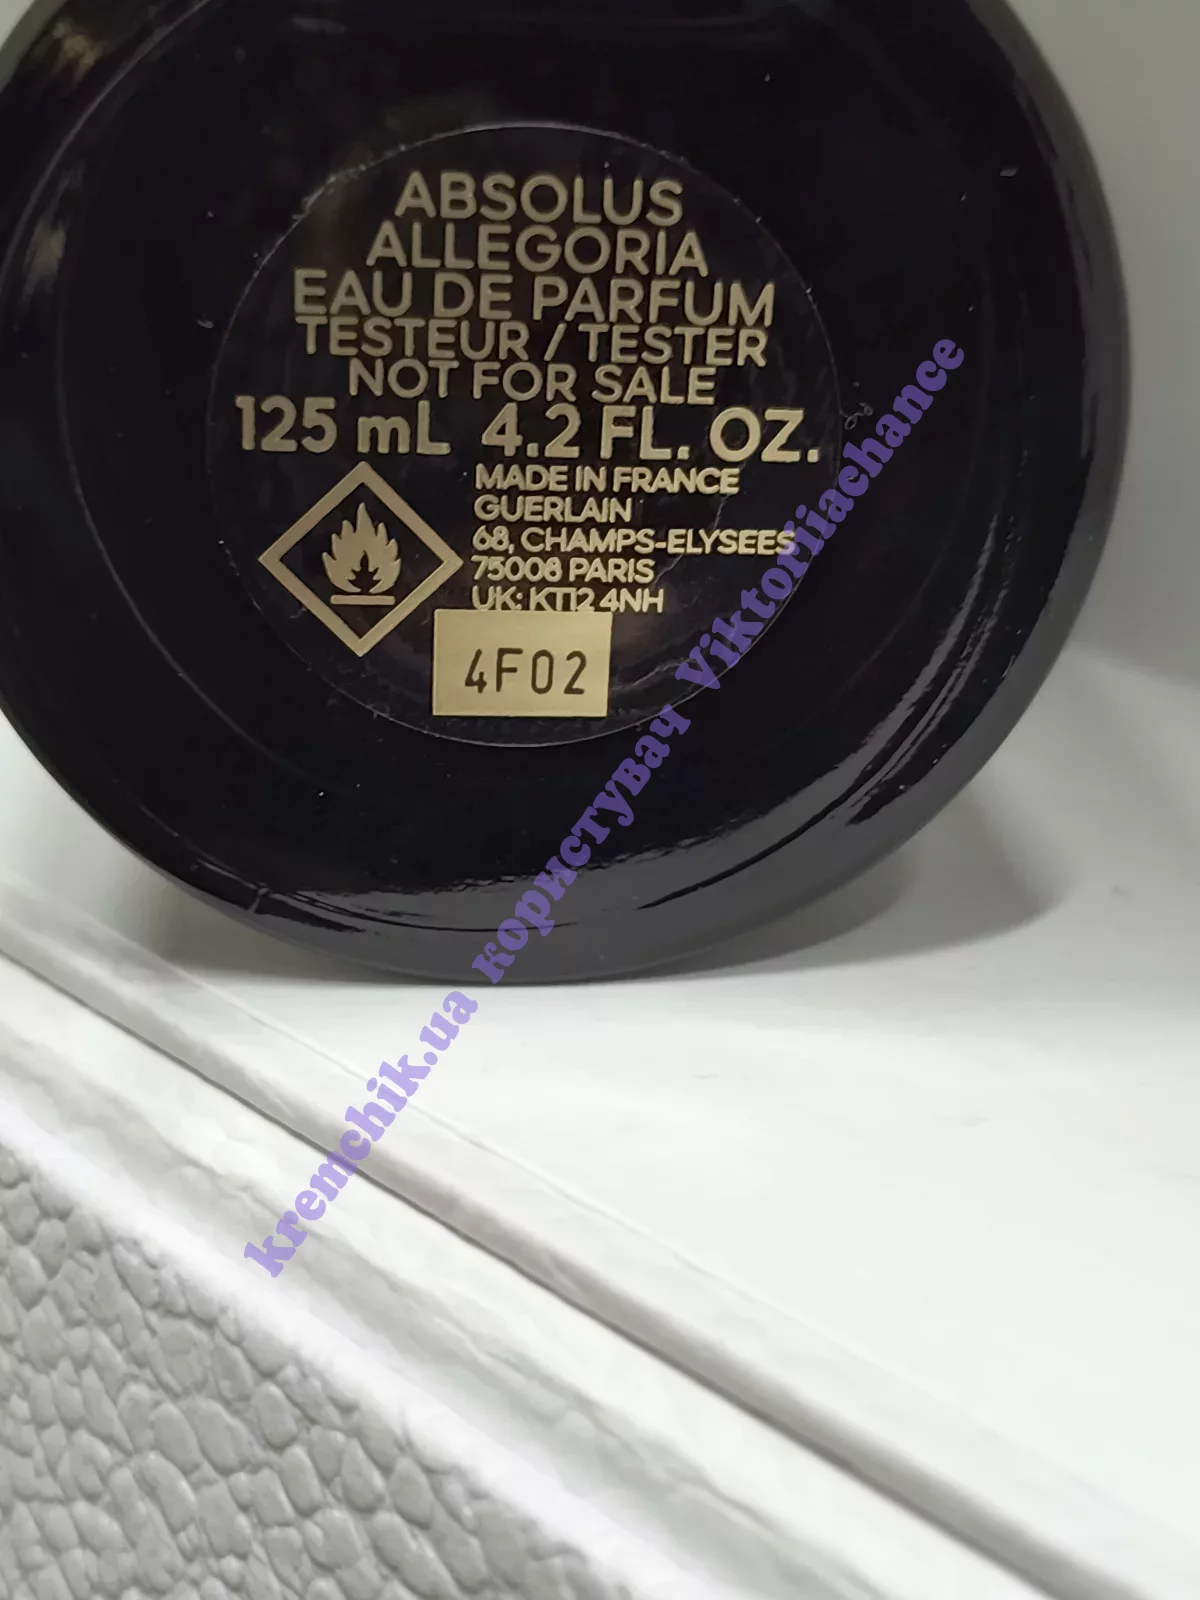 ABSOLUS
ALLEGORIA
EAU DE PARFUM
TESTEUR / TESTER
NOT FOR SALE
125 mL 4.2 FL. OZ.
MADE IN FRANCE
GUERLAIN
68, CHAMPS-ELYSEES
75008 PARIS
UK: KT12 4NH
4F02
kremchik.ua користувач Viktoriiachance